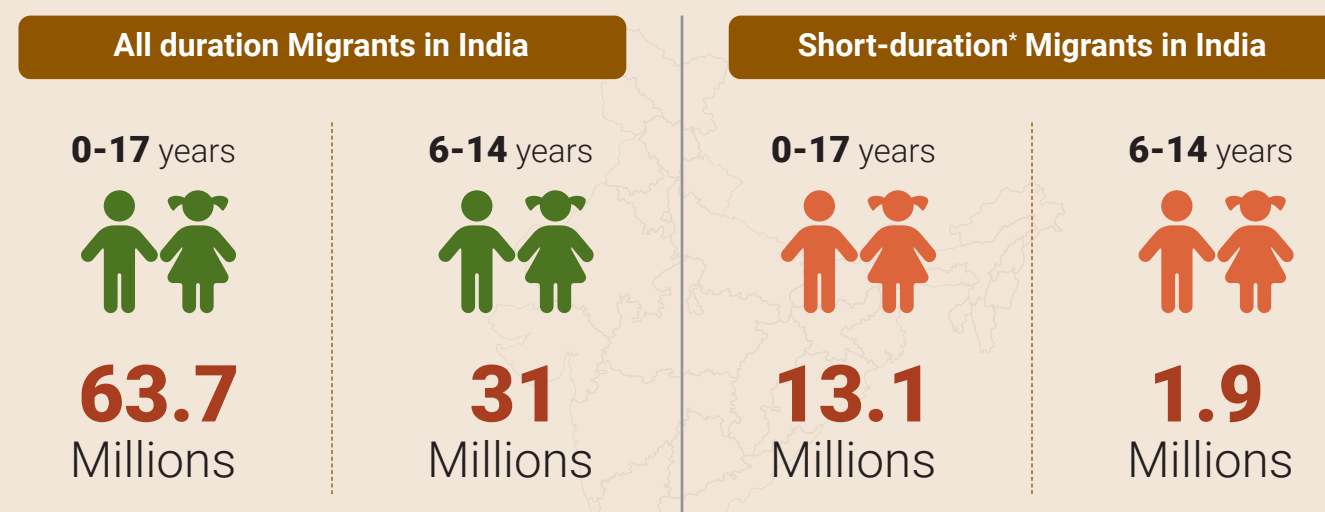 All duration Migrants in India
0-17 years
6-14 years
63.7
Millions
31
Millions
Short-duration* Migrants in India
0-17 years
6-14 years
13.1
Millions
1.9
Millions